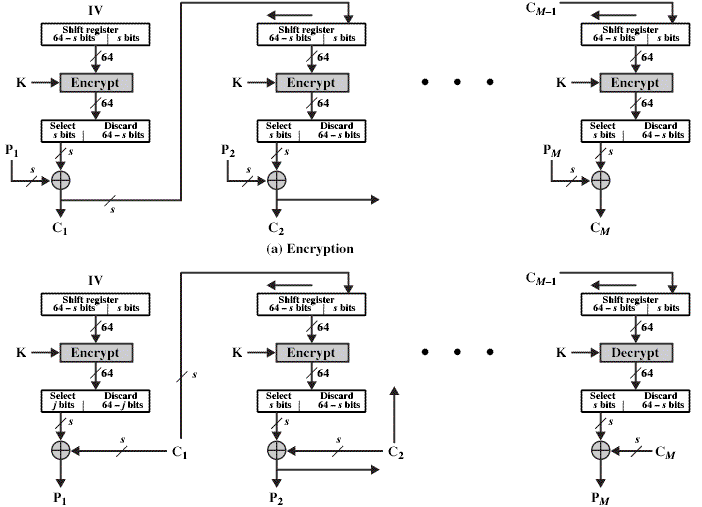 IV
Shift register
64 – s bits | s bits
64
K
Encrypt
64
Select
s bits
Discard
64 – s bits
P1
s
s
C1
s
Shift register
64 – s bits | s bits
64
K
Encrypt
64
Select
s bits
Discard
64 – s bits
P2
s
s
C2
• • •
CM–1
Shift register
64 – s bits | s bits
64
K
Encrypt
64
Select
s bits
Discard
64 – s bits
PM
s
s
CM
(a) Encryption
IV
Shift register
64 – s bits | s bits
64
K
Encrypt
64
Select
j bits
Discard
64 – j bits
s
s
C1
P1
s
Shift register
64 – s bits | s bits
64
K
Encrypt
64
Select
s bits
Discard
64 – s bits
s
s
C2
P2
• • •
CM–1
Shift register
64 – s bits | s bits
64
K
Decrypt
64
Select
s bits
Discard
64 – s bits
s
s
CM
PM